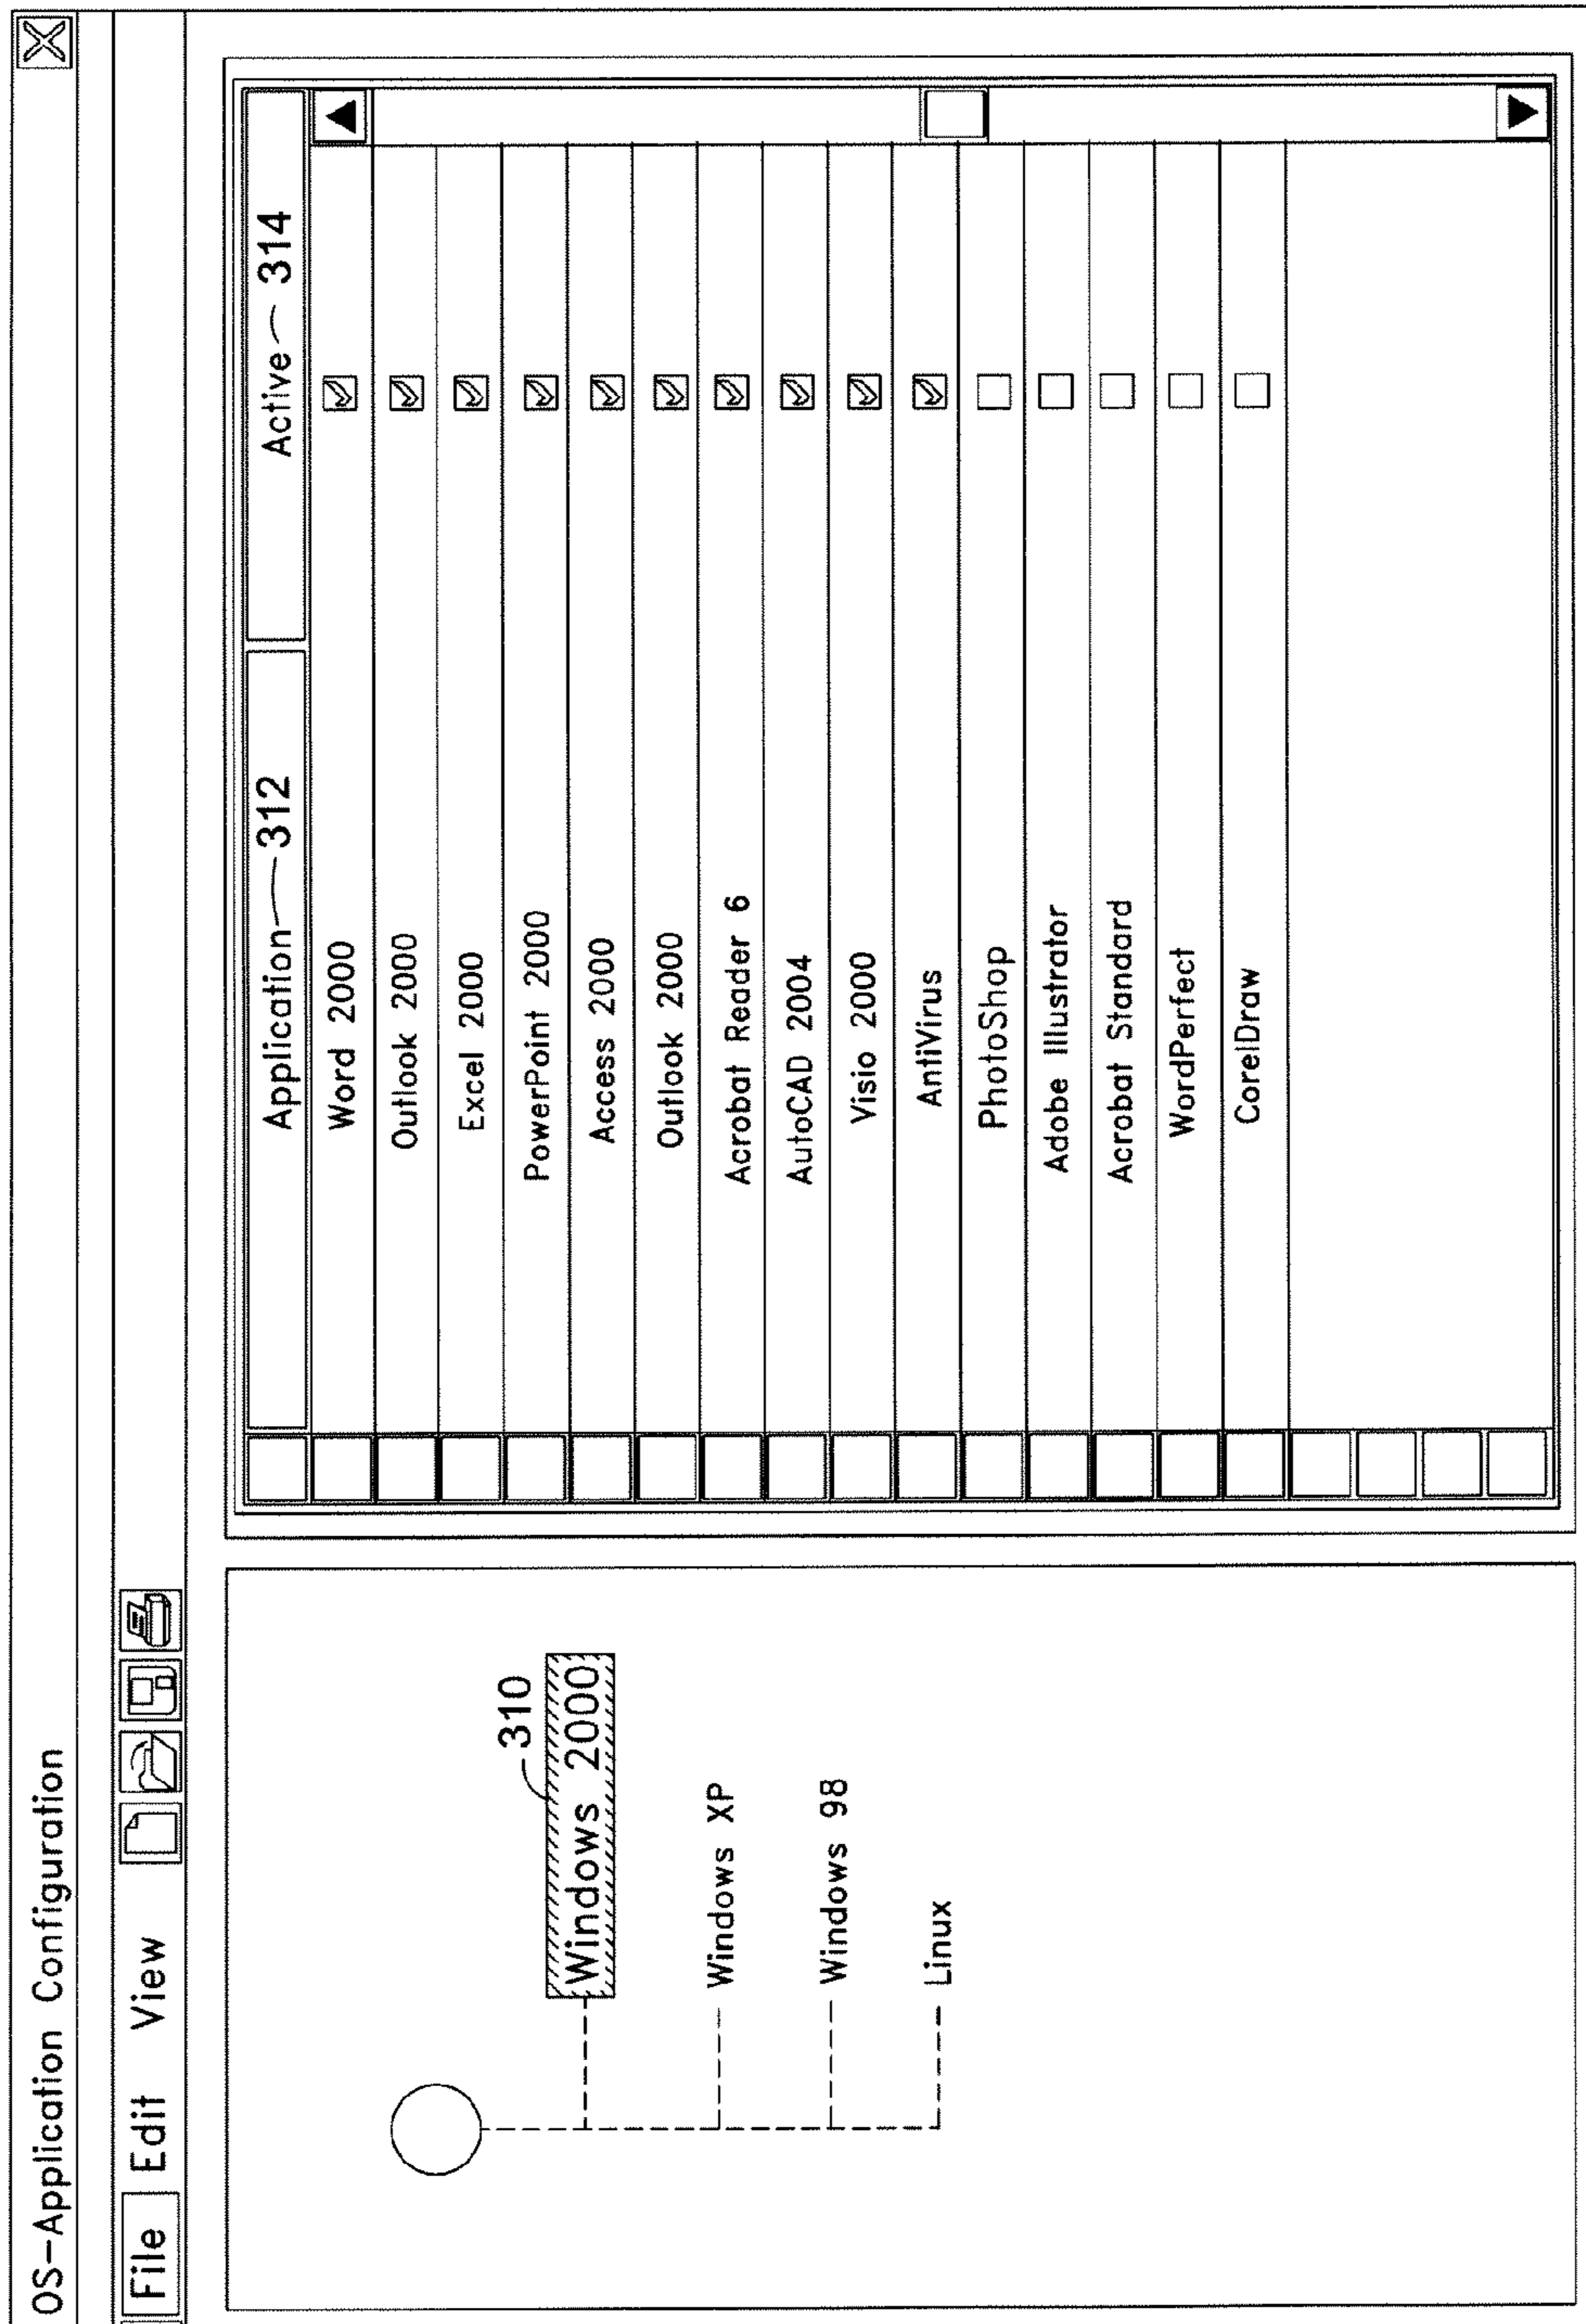 OS-Application Configuration
File Edit View
310
Windows 2000
Windows XP
Windows 98
Linux
Application 312 Active 314
Word 2000
Outlook 2000
Excel 2000
PowerPoint 2000
Access 2000
Outlook 2000
Acrobat Reader 6
AutoCAD 2004
Visio 2000
AntiVirus
PhotoShop
Adobe Illustrator
Acrobat Standard
WordPerfect
CorelDraw